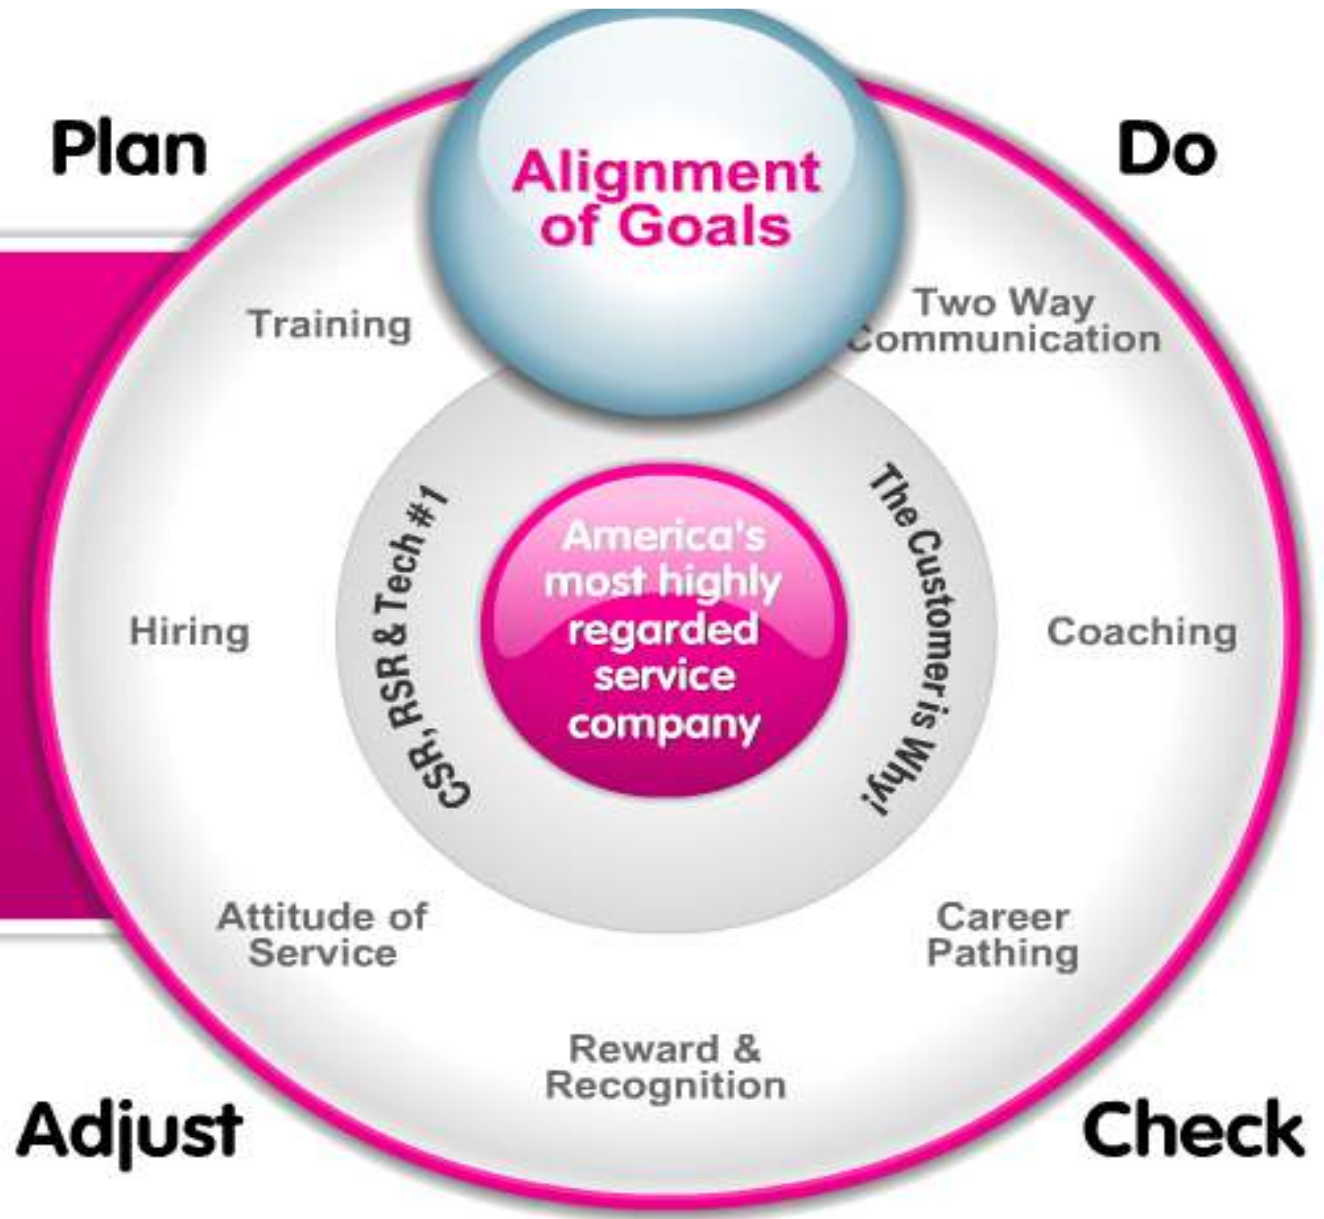 Plan
Do
Alignment
of Goals
Training
Two Way
Communication
CSR, RSR & Tech #1
The Customer is Why!
America's
most highly
regarded
service
company
Hiring
Coaching
Attitude of
Service
Career
Pathing
Reward &
Recognition
Adjust
Check